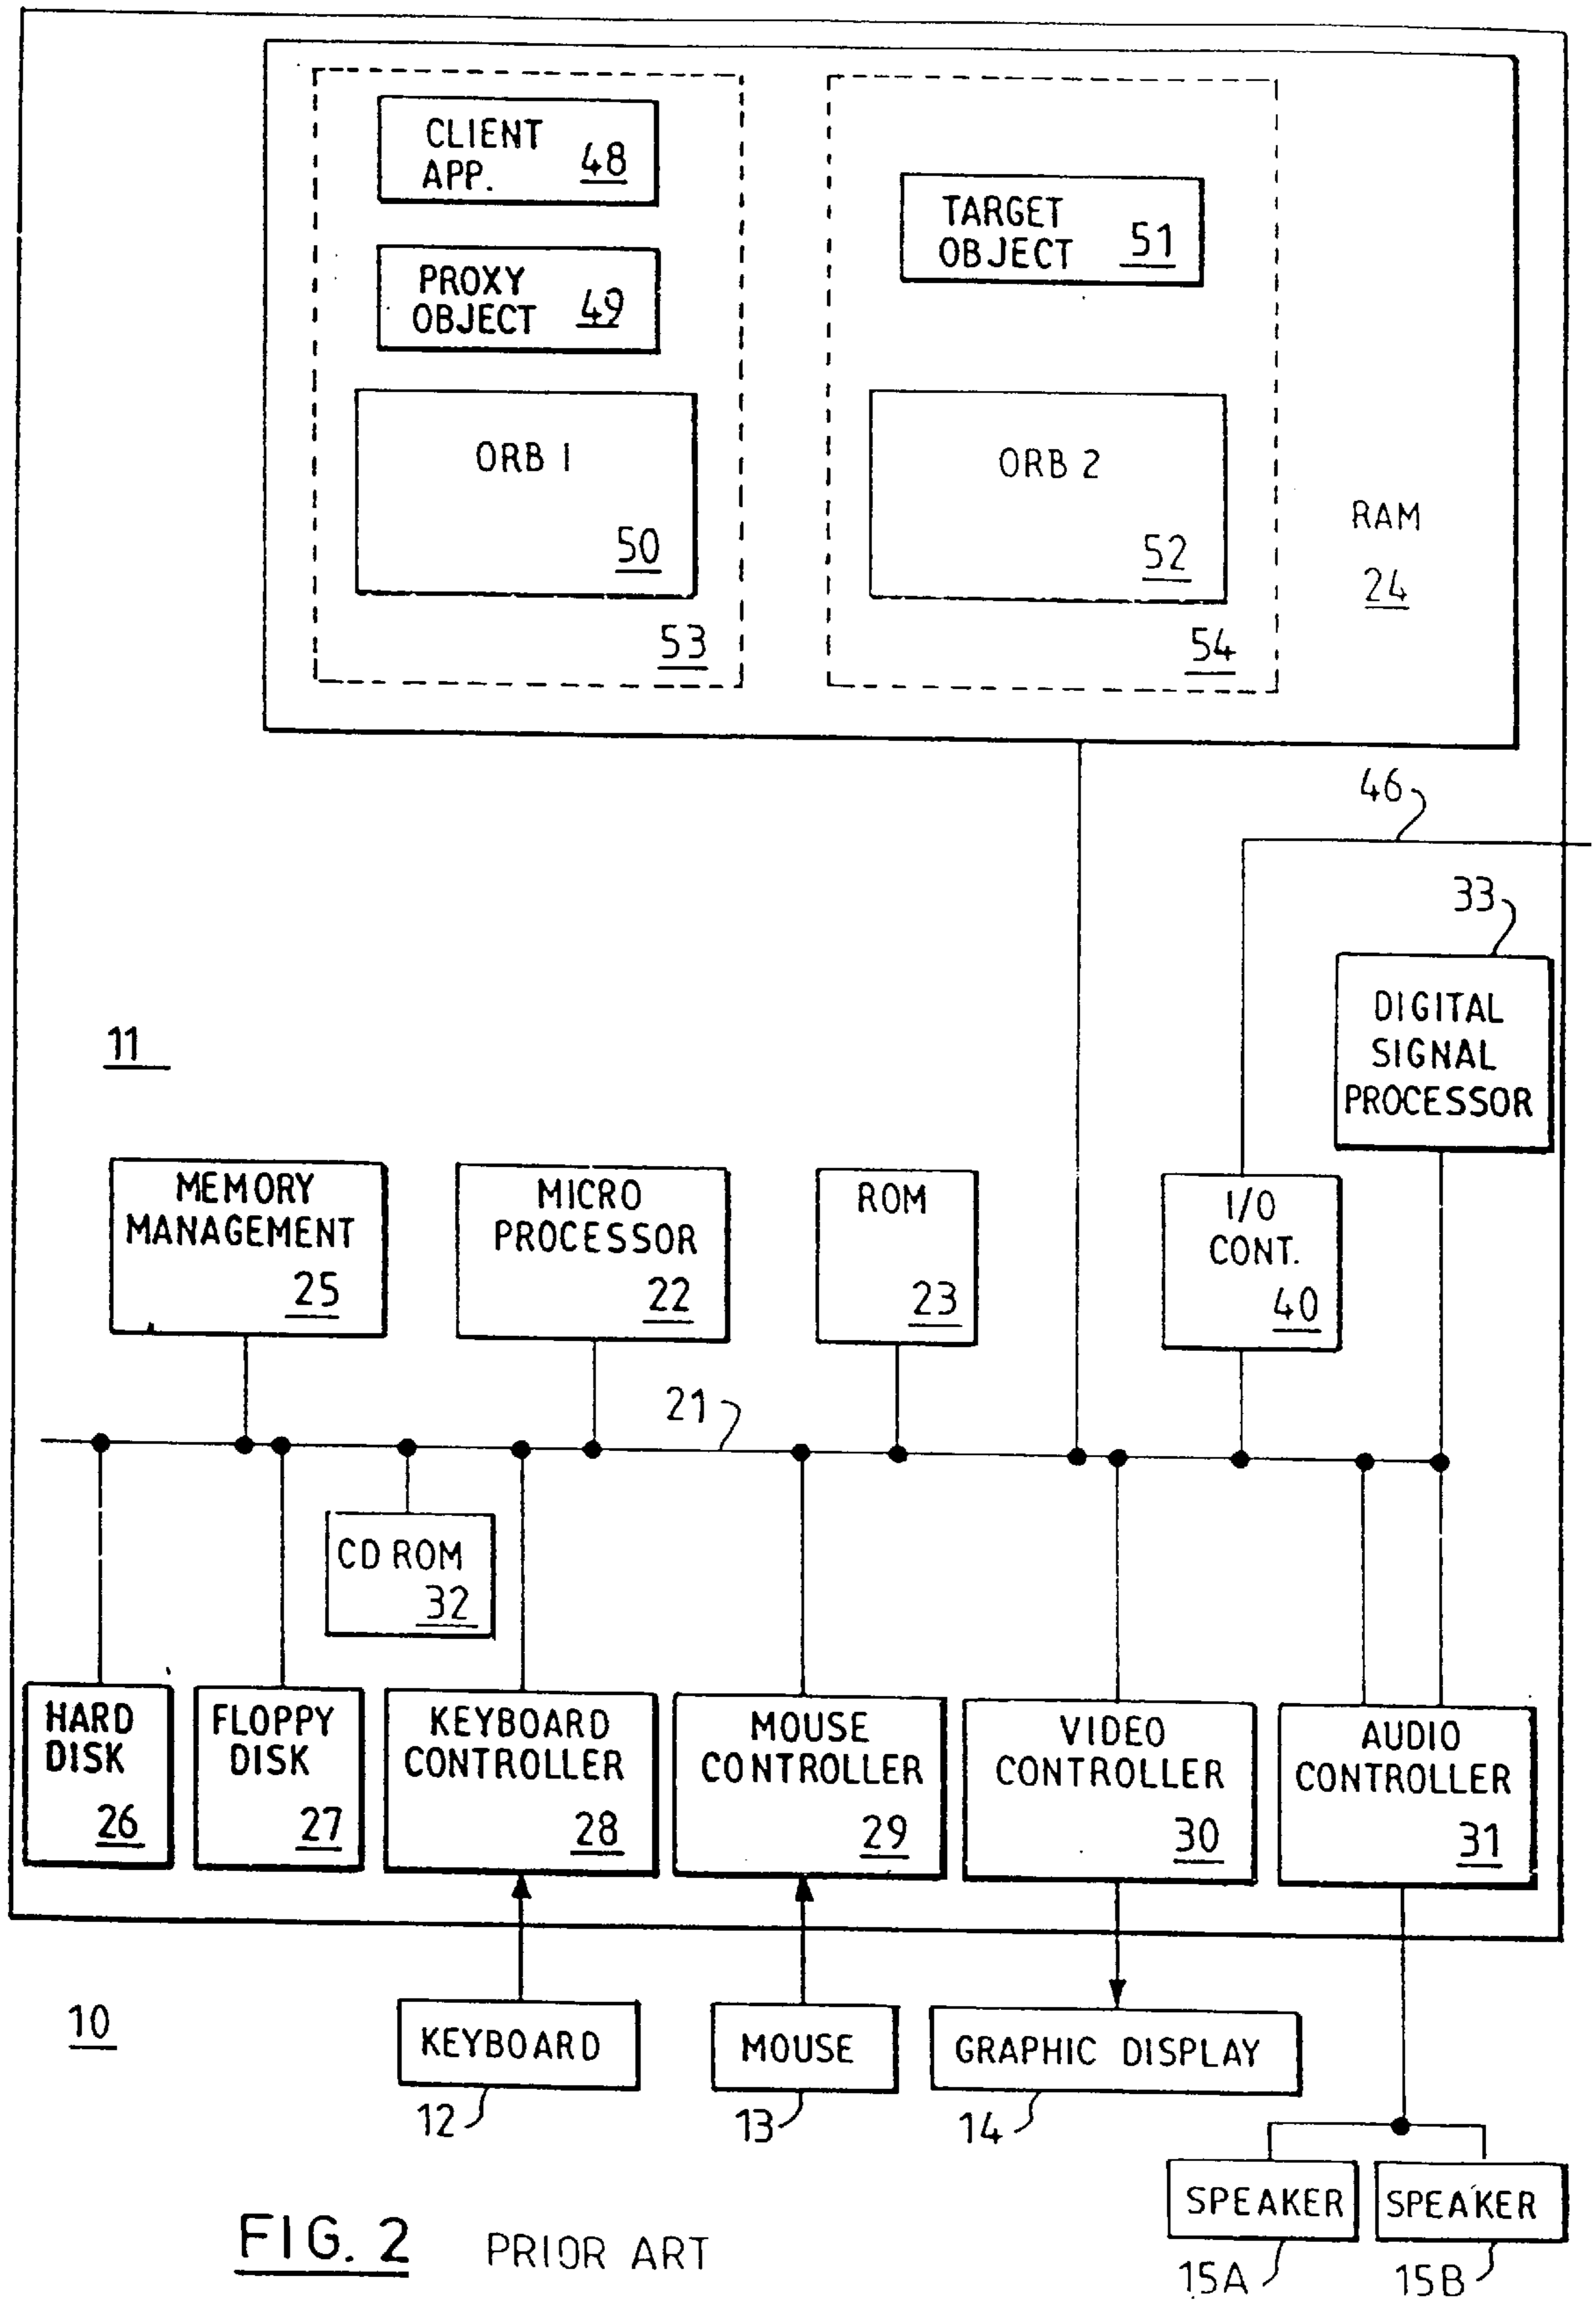 CLIENT
APP. 48
PROXY
OBJECT 49
ORB 1
50
53
TARGET
OBJECT 51
ORB 2
52
54
RAM
24
46
33
DIGITAL
SIGNAL
PROCESSOR
11
MEMORY
MANAGEMENT
25
MICRO
PROCESSOR
22
ROM
23
I/O
CONT.
40
21
CD ROM
32
HARD
DISK
26
FLOPPY
DISK
27
KEYBOARD
CONTROLLER
28
MOUSE
CONTROLLER
29
VIDEO
CONTROLLER
30
AUDIO
CONTROLLER
31
10
KEYBOARD
12
MOUSE
13
GRAPHIC DISPLAY
14
SPEAKER
15A
SPEAKER
15B
FIG. 2 PRIOR ART